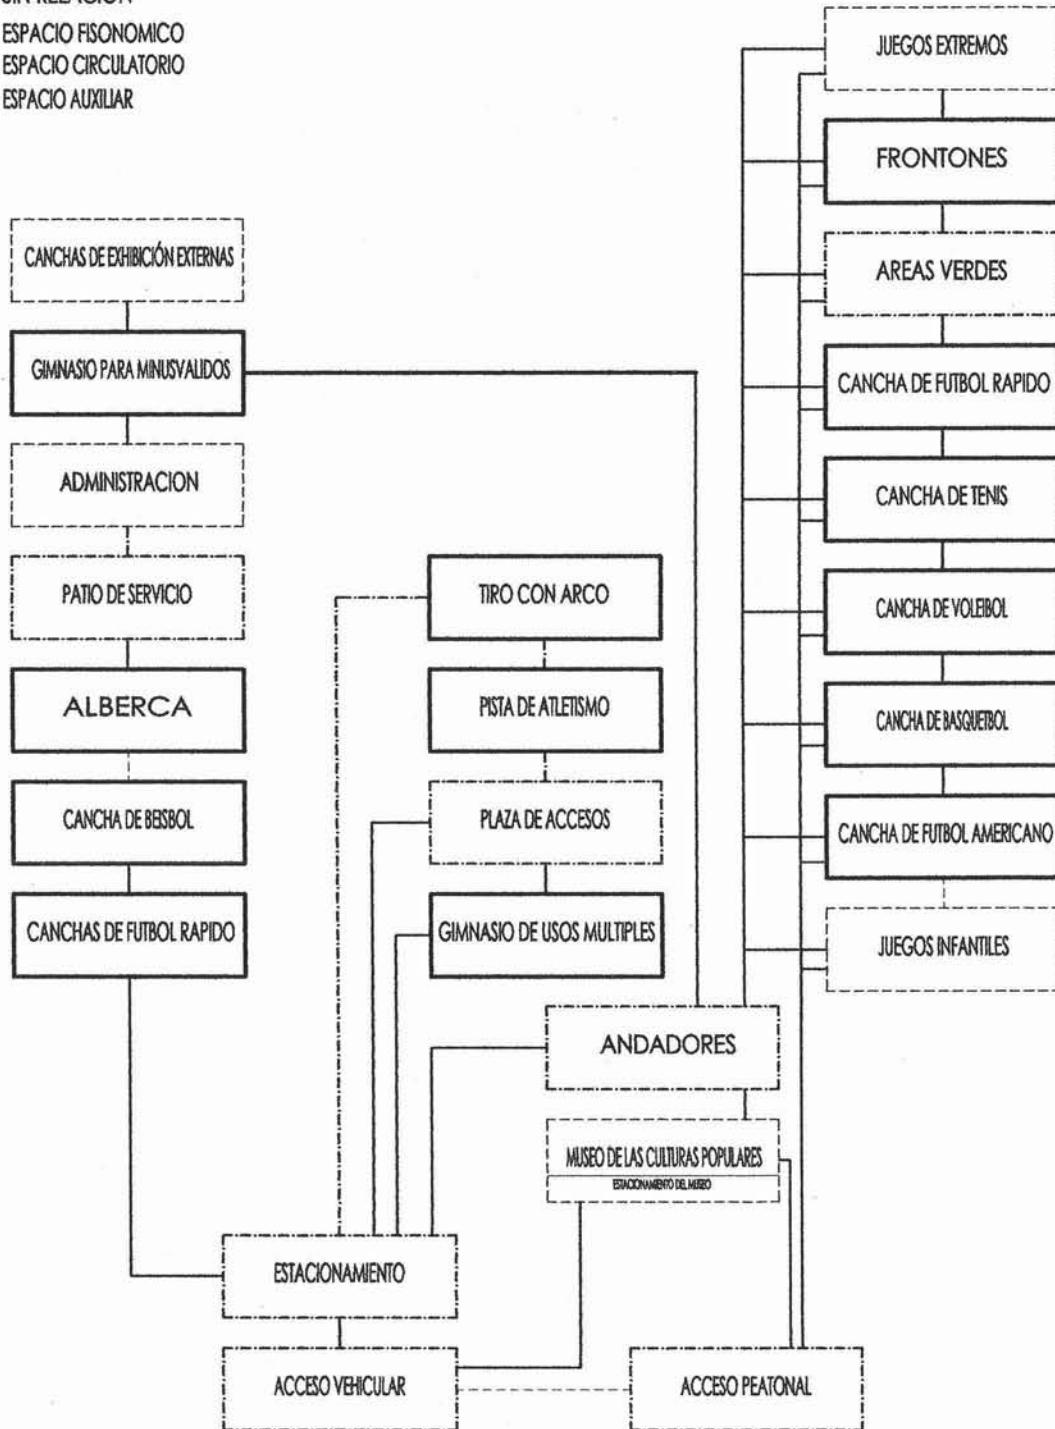 SIN RELACION
ESPACIO FISONOMICO
ESPACIO CIRCULATORIO
ESPACIO AUXILIAR
JUEGOS EXTREMOS
FRONTONES
AREAS VERDES
CANCHA DE FUTBOL RAPIDO
CANCHA DE TENIS
CANCHA DE VOLEIBOL
CANCHA DE BASQUETBOL
CANCHA DE FUTBOL AMERICANO
JUEGOS INFANTILES
CANCHAS DE EXHIBICIÓN EXTERNAS
GIMNASIO PARA MINUSVALIDOS
ADMINISTRACION
PATIO DE SERVICIO
ALBERCA
CANCHA DE BEISBOL
CANCHAS DE FUTBOL RAPIDO
TIRO CON ARCO
PISTA DE ATLETISMO
PLAZA DE ACCESOS
GIMNASIO DE USOS MULTIPLES
ANDADORES
MUSEO DE LAS CULTURAS POPULARES
ESTACIONAMIENTO DEL MUSEO
ESTACIONAMIENTO
ACCESO VEHICULAR
ACCESO PEATONAL